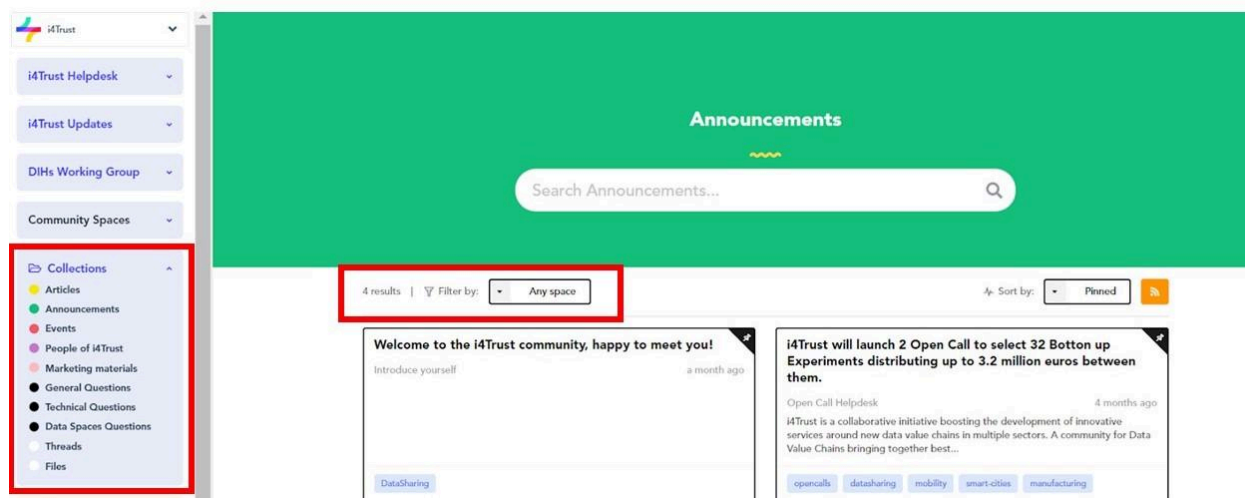 i4Trust
i4Trust Helpdesk
i4Trust Updates
DIHs Working Group
Community Spaces
Collections
Articles
Announcements
Events
People of i4Trust
Marketing materials
General Questions
Technical Questions
Data Spaces Questions
Threads
Files
Announcements
Search Announcements...
4 results | Filter by: Any space
Sort by: Pinned
Welcome to the i4Trust community, happy to meet you!
Introduce yourself a month ago
DataSharing
i4Trust will launch 2 Open Call to select 32 Botton up
Experiments distributing up to 3.2 million euros between
them.
Open Call Helpdesk 4 months ago
i4Trust is a collaborative initiative boosting the development of innovative
services around new data value chains in multiple sectors. A community for Data
Value Chains bringing together best...
opencalls datasharing mobility smart-cities manufacturing